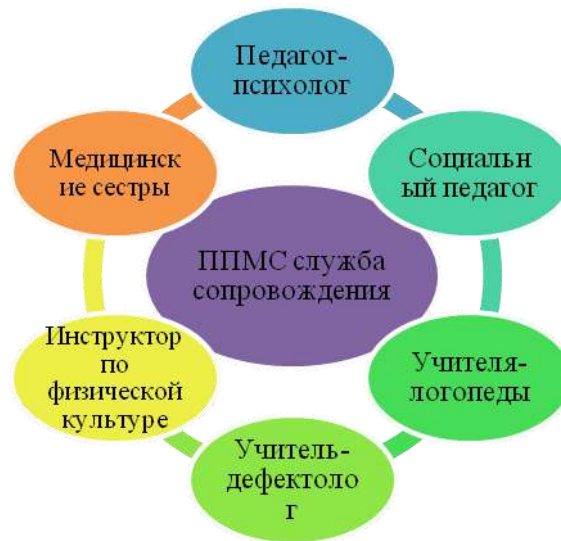 Педагог-
психолог
Социальн
ый педагог
Учителя-
логопеды
Учитель-
дефектоло
г
Инструктор
по
физической
культуре
Медицинск
ие сестры
ППМС служба
сопровождения